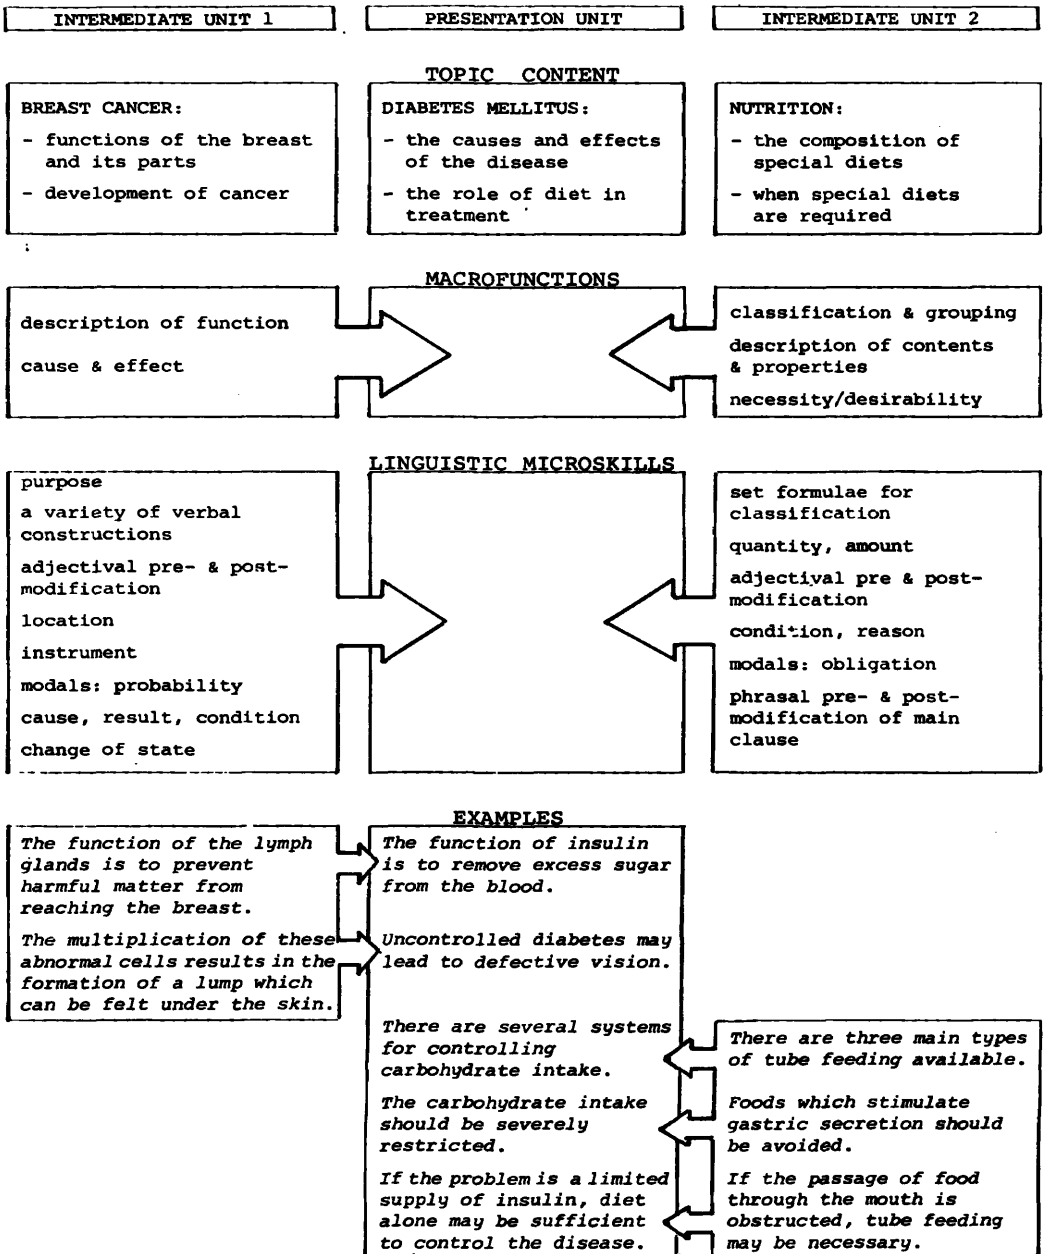 INTERMEDIATE UNIT 1
PRESENTATION UNIT
INTERMEDIATE UNIT 2
TOPIC CONTENT
BREAST CANCER:
- functions of the breast
and its parts
- development of cancer
DIABETES MELLITUS:
- the causes and effects
of the disease
- the role of diet in
treatment
NUTRITION:
- the composition of
special diets
- when special diets
are required
MACROFUNCTIONS
description of function
cause & effect
classification & grouping
description of contents
& properties
necessity/desirability
LINGUISTIC MICROSKILLS
purpose
a variety of verbal
constructions
adjectival pre- & post-
modification
location
instrument
modals: probability
cause, result, condition
change of state
set formulae for
classification
quantity, amount
adjectival pre & post-
modification
condition, reason
modals: obligation
phrasal pre- & post-
modification of main
clause
EXAMPLES
The function of the lymph
glands is to prevent
harmful matter from
reaching the breast.
The multiplication of these
abnormal cells results in the
formation of a lump which
can be felt under the skin.
The function of insulin
is to remove excess sugar
from the blood.
Uncontrolled diabetes may
lead to defective vision.
There are several systems
for controlling
carbohydrate intake.
The carbohydrate intake
should be severely
restricted.
If the problem is a limited
supply of insulin, diet
alone may be sufficient
to control the disease.
There are three main types
of tube feeding available.
Foods which stimulate
gastric secretion should
be avoided.
If the passage of food
through the mouth is
obstructed, tube feeding
may be necessary.